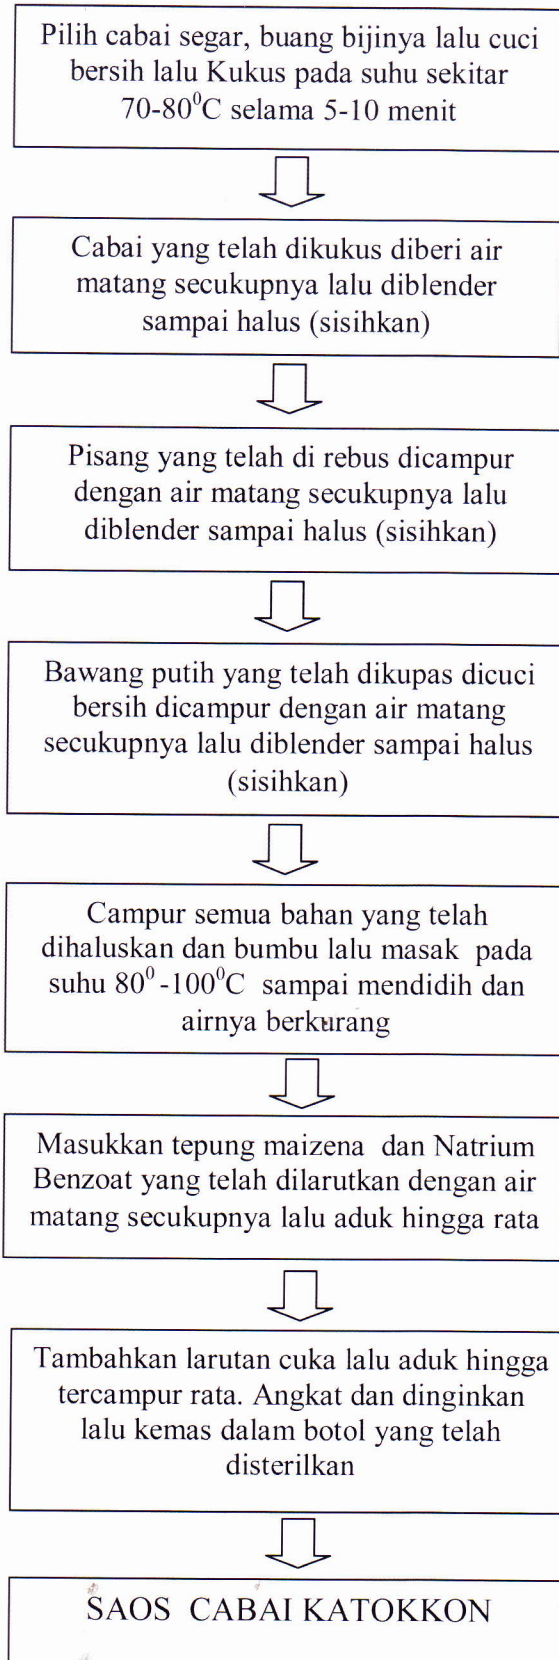 Pilih cabai segar, buang bijinya lalu cuci
bersih lalu Kukus pada suhu sekitar
70-80⁰C selama 5-10 menit
Cabai yang telah dikukus diberi air
matang secukupnya lalu diblender
sampai halus (sisihkan)
Pisang yang telah di rebus dicampur
dengan air matang secukupnya lalu
diblender sampai halus (sisihkan)
Bawang putih yang telah dikupas dicuci
bersih dicampur dengan air matang
secukupnya lalu diblender sampai halus
(sisihkan)
Campur semua bahan yang telah
dihaluskan dan bumbu lalu masak pada
suhu 80⁰ -100⁰C sampai mendidih dan
airnya berkurang
Masukkan tepung maizena dan Natrium
Benzoat yang telah dilarutkan dengan air
matang secukupnya lalu aduk hingga rata
Tambahkan larutan cuka lalu aduk hingga
tercampur rata. Angkat dan dinginkan
lalu kemas dalam botol yang telah
disterilkan
SAOS CABAI KATOKKON